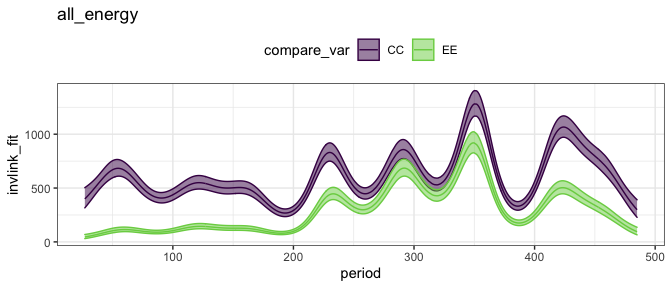 all_energy
compare_var CC EE
invlink_fit
1000
500
0
100 200 300 400 500
period